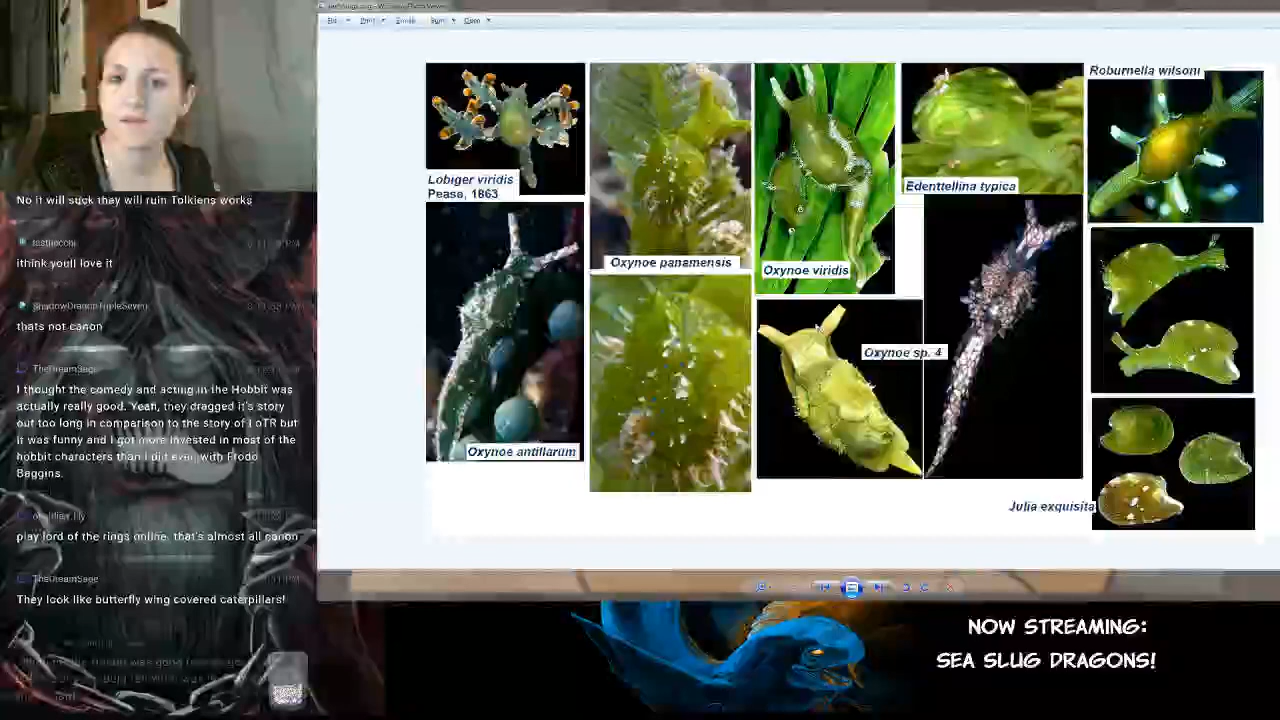 No it will suck they will ruin Tolkiens works
ithink youll love it
ShadowDragonTripleSeven
thats not canon
TheDreamSage
I thought the comedy and acting in the Hobbit was
actually really good. Yeah, they dragged it's story
out too long in comparison to the story of LoTR but
it was funny and I got more invested in most of the
hobbit characters than I did ever with Frodo
Baggins.
play lord of the rings online. that's almost all canon
TheDreamSage
They look like butterfly wing covered caterpillars!
Lobiger viridis
Pease, 1863
Oxynoe panamensis
Oxynoe viridis
Edenttellina typica
Roburnella wilsoni
Oxynoe antillarum
Oxynoe sp. 4
Julia exquisita
NOW STREAMING:
SEA SLUG DRAGONS!